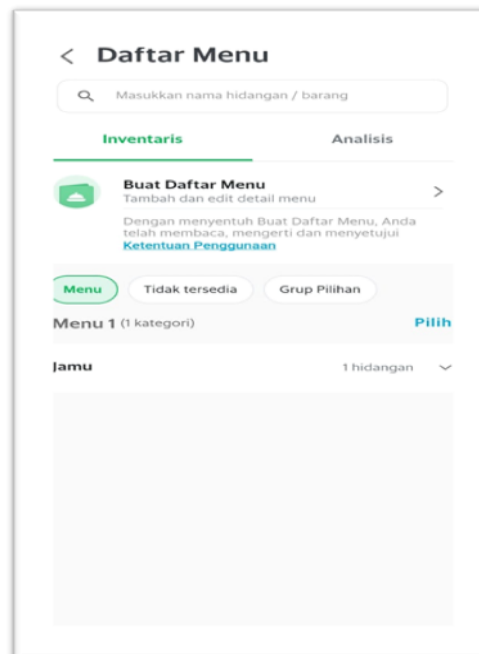 Daftar Menu
Masukkan nama hidangan / barang
Inventaris Analisis
Buat Daftar Menu
Tambah dan edit detail menu
Dengan menyentuh Buat Daftar Menu, Anda
telah membaca, mengerti dan menyetujui
Ketentuan Penggunaan
Menu Tidak tersedia Grup Pilihan
Menu 1 (1 kategori) Pilih
Jamu 1 hidangan